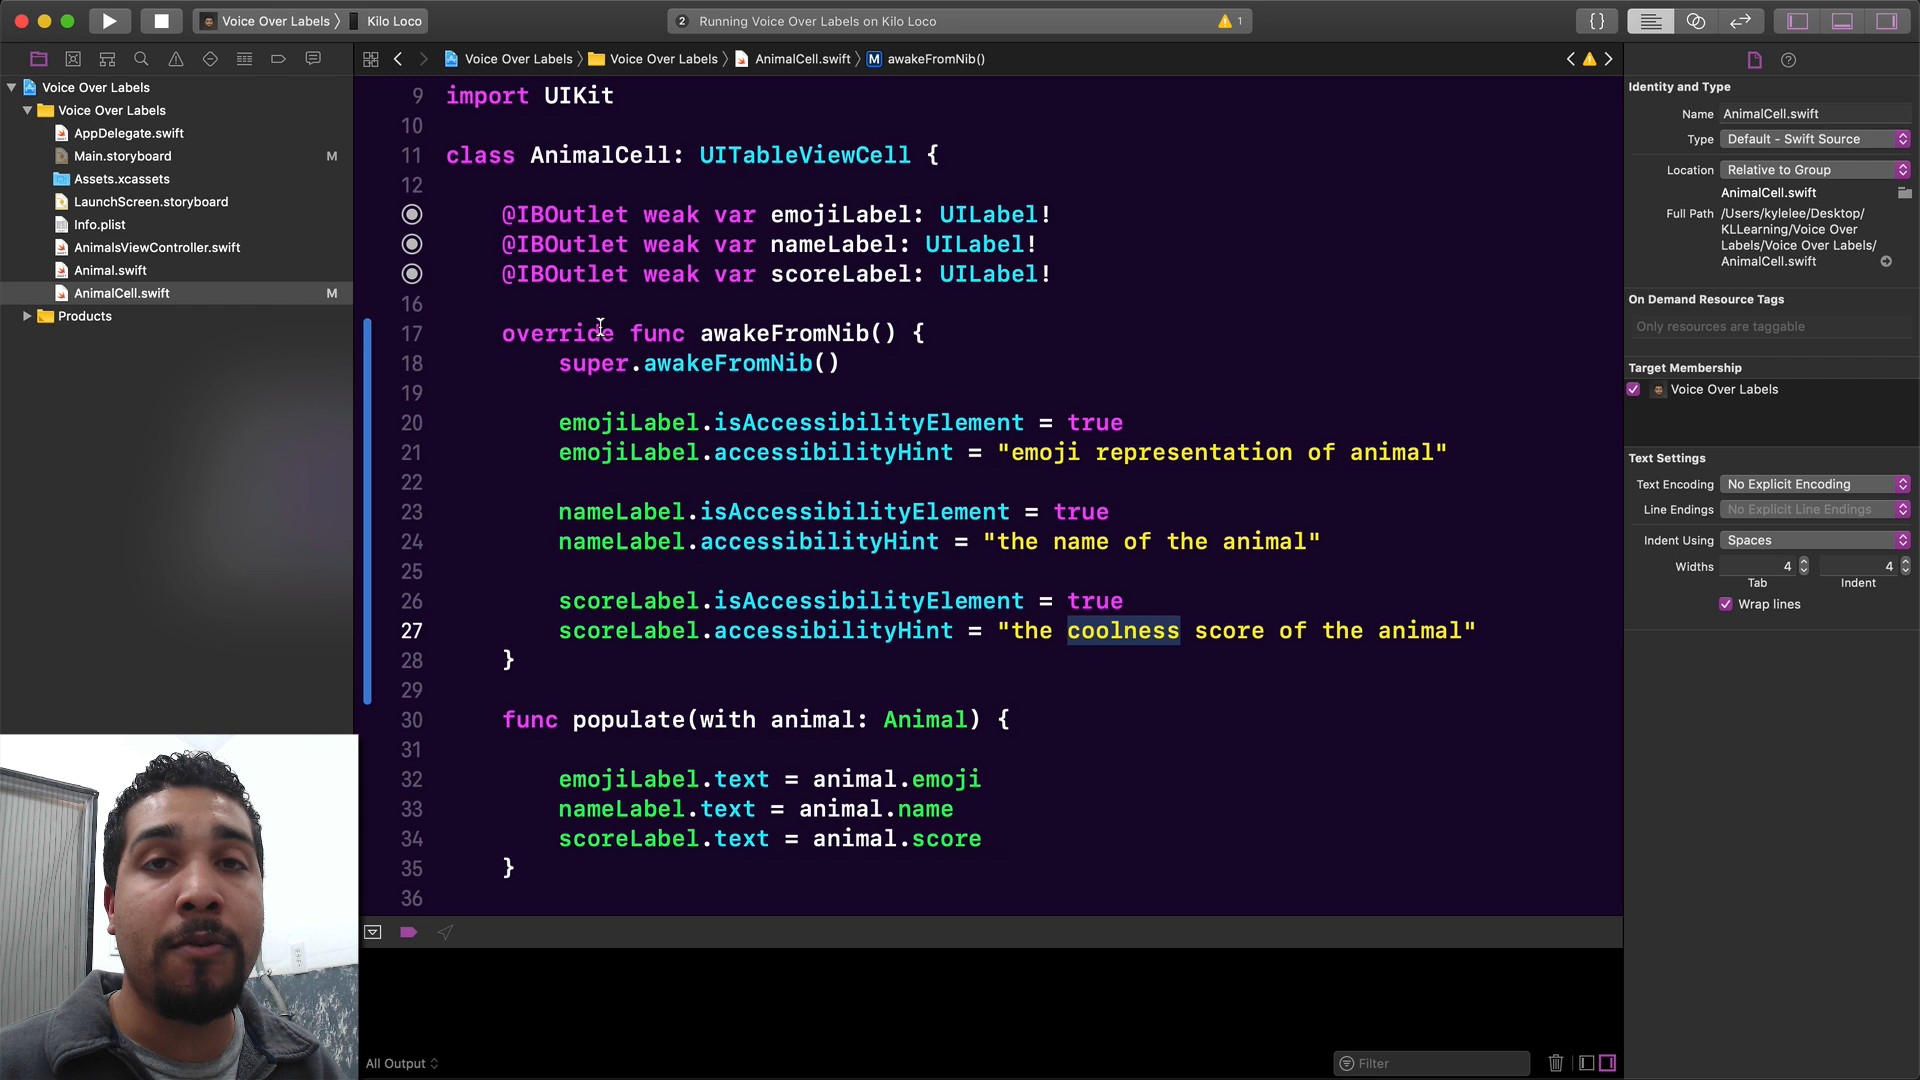 Voice Over Labels 〉 Kilo Loco
2 Running Voice Over Labels on Kilo Loco 1
{}
Voice Over Labels 〉 Voice Over Labels 〉 AnimalCell.swift 〉 M awakeFromNib()
Voice Over Labels
Voice Over Labels
AppDelegate.swift
Main.storyboard M
Assets.xcassets
LaunchScreen.storyboard
Info.plist
AnimalsViewController.swift
Animal.swift
AnimalCell.swift M
Products
9 import UIKit
10
11 class AnimalCell: UITableViewCell {
12
@IBOutlet weak var emojiLabel: UILabel!
@IBOutlet weak var nameLabel: UILabel!
@IBOutlet weak var scoreLabel: UILabel!
16
17 override func awakeFromNib() {
18 super.awakeFromNib()
19
20 emojiLabel.isAccessibilityElement = true
21 emojiLabel.accessibilityHint = "emoji representation of animal"
22
23 nameLabel.isAccessibilityElement = true
24 nameLabel.accessibilityHint = "the name of the animal"
25
26 scoreLabel.isAccessibilityElement = true
27 scoreLabel.accessibilityHint = "the coolness score of the animal"
28 }
29
30 func populate(with animal: Animal) {
31
32 emojiLabel.text = animal.emoji
33 nameLabel.text = animal.name
34 scoreLabel.text = animal.score
35 }
36
All Output
Filter
Identity and Type
Name AnimalCell.swift
Type Default - Swift Source
Location Relative to Group
AnimalCell.swift
Full Path /Users/kylelee/Desktop/
KLLearning/Voice Over
Labels/Voice Over Labels/
AnimalCell.swift
On Demand Resource Tags
Only resources are taggable
Target Membership
Voice Over Labels
Text Settings
Text Encoding No Explicit Encoding
Line Endings No Explicit Line Endings
Indent Using Spaces
Widths 4 4
Tab Indent
Wrap lines